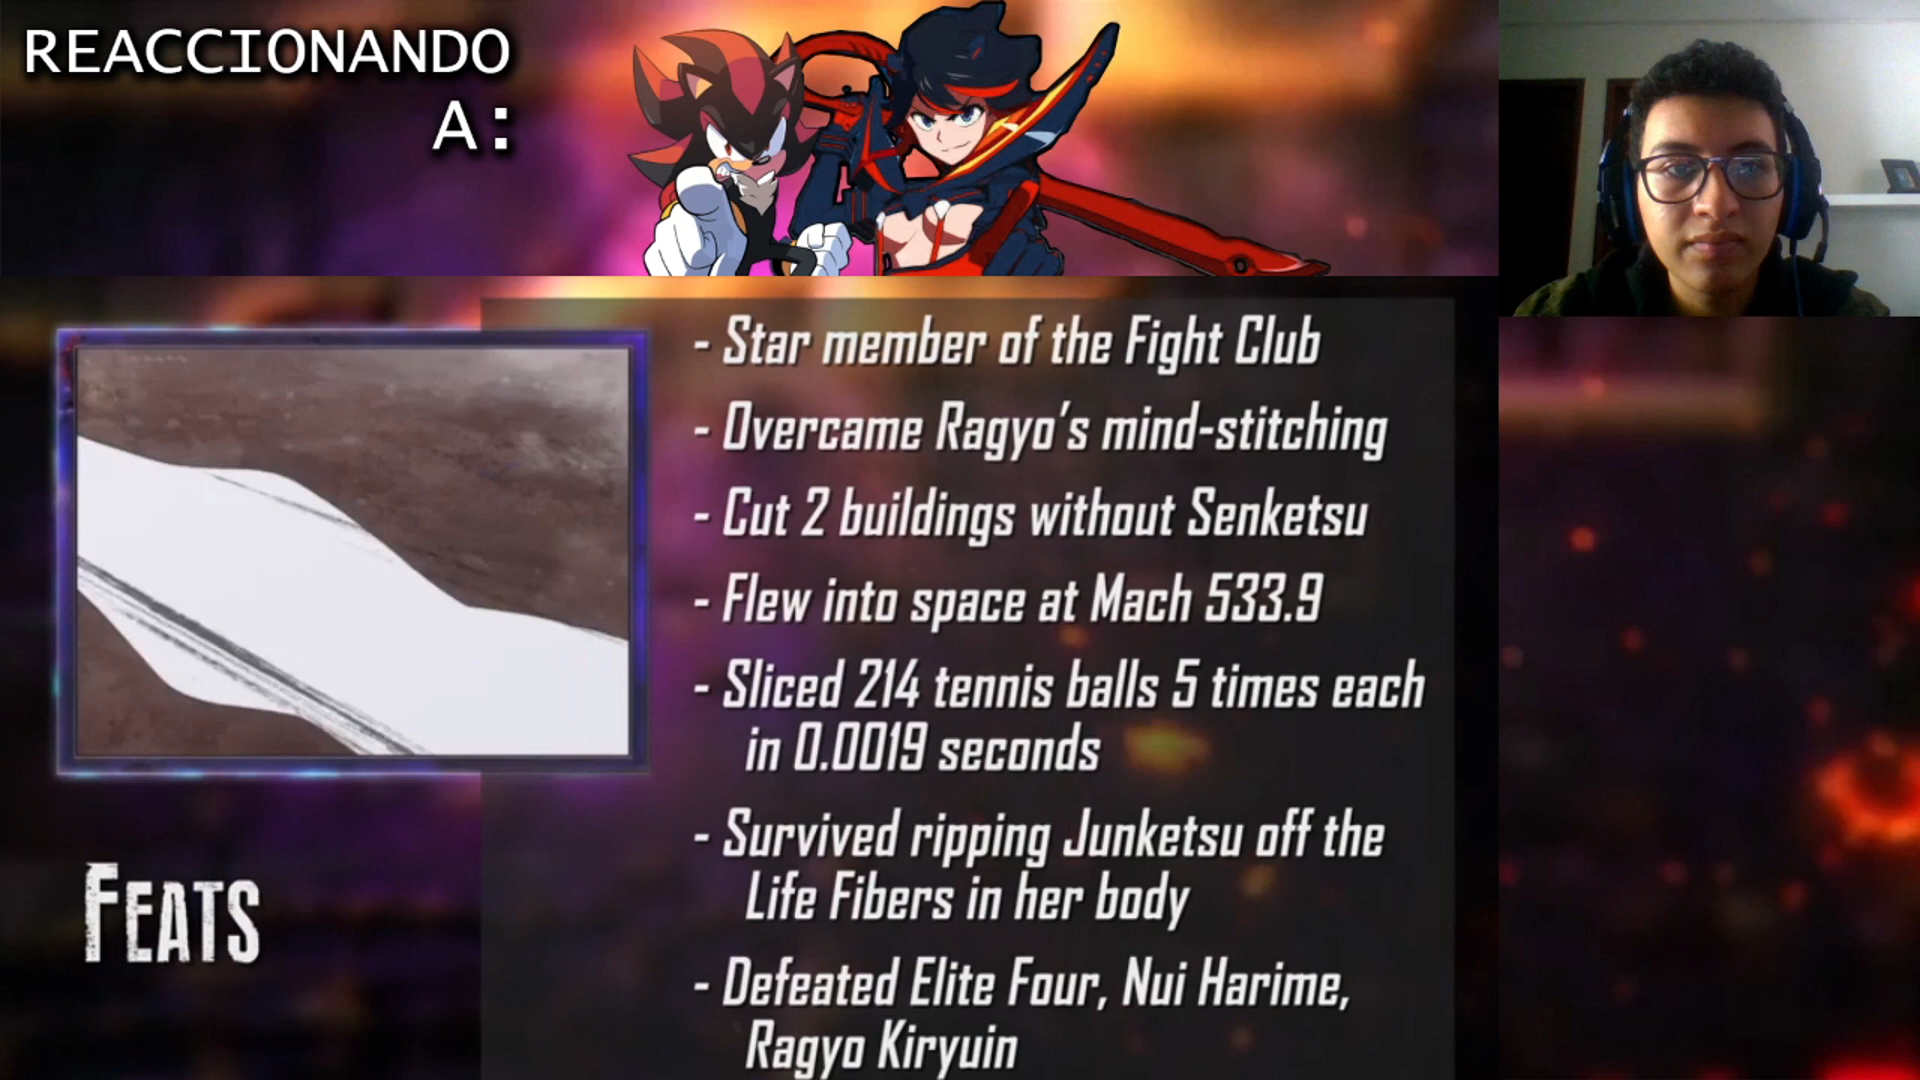 REACCIONANDO
A:
- Star member of the Fight Club
- Overcame Ragyo's mind-stitching
- Cut 2 buildings without Senketsu
- Flew into space at Mach 533.9
- Sliced 214 tennis balls 5 times each
in 0.0019 seconds
- Survived ripping Junketsu off the
Life Fibers in her body
- Defeated Elite Four, Nui Harime,
Ragyo Kiryuin
FEATS